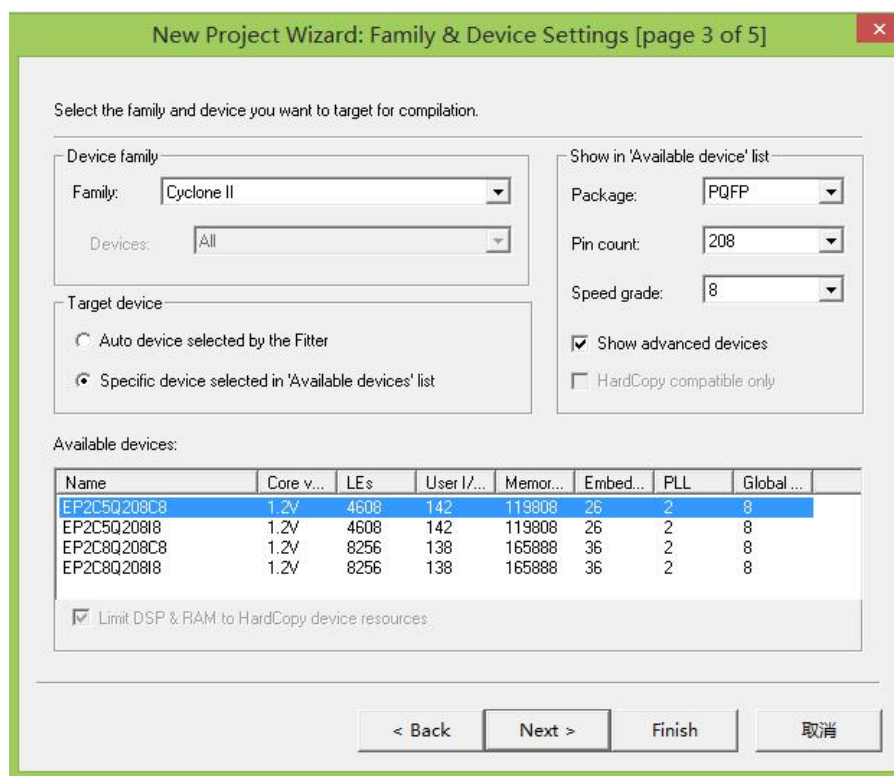 New Project Wizard: Family & Device Settings [page 3 of 5]
Select the family and device you want to target for compilation.
Device family
Family: Cyclone II
Devices: All
Show in 'Available device' list
Package: PQFP
Pin count: 208
Speed grade: 8
Show advanced devices
HardCopy compatible only
Target device
Auto device selected by the Fitter
Specific device selected in 'Available devices' list
Available devices:
Name Core v... LEs User I/... Memor... Embed... PLL Global ...
EP2C5Q208C8 1.2V 4608 142 119808 26 2 8
EP2C5Q208I8 1.2V 4608 142 119808 26 2 8
EP2C8Q208C8 1.2V 8256 138 165888 36 2 8
EP2C8Q208I8 1.2V 8256 138 165888 36 2 8
Limit DSP & RAM to HardCopy device resources
< Back Next > Finish 取消